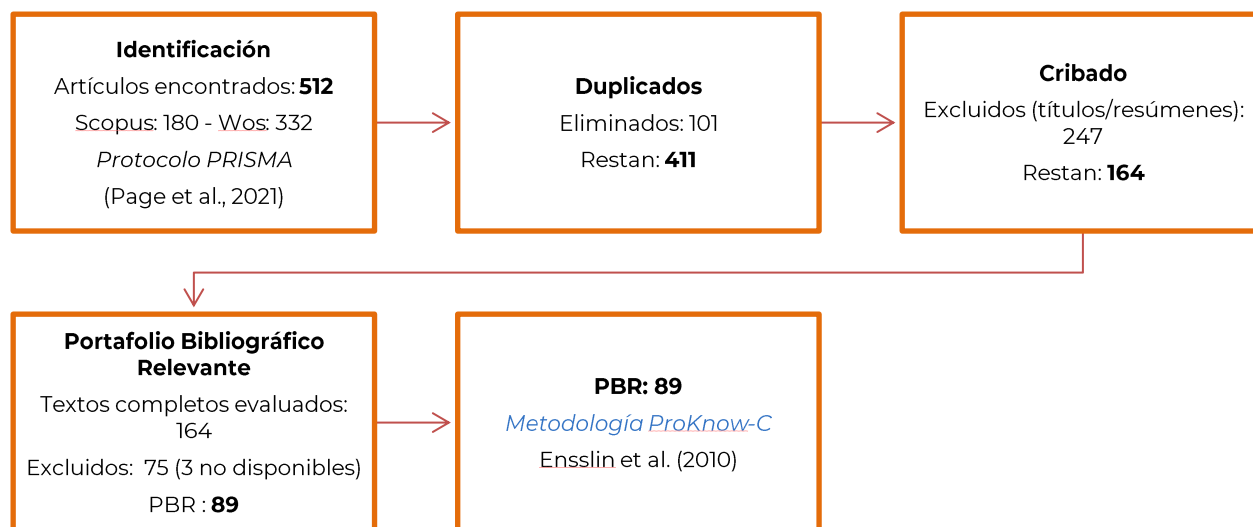 Identificación
Artículos encontrados: 512
Scopus: 180 - Wos: 332
Protocolo PRISMA
(Page et al., 2021)
Duplicados
Eliminados: 101
Restan: 411
Cribado
Excluidos (títulos/resúmenes):
247
Restan: 164
Portafolio Bibliográfico
Relevante
Textos completos evaluados:
164
Excluidos: 75 (3 no disponibles)
PBR : 89
PBR: 89
Metodología ProKnow-C
Ensslin et al. (2010)